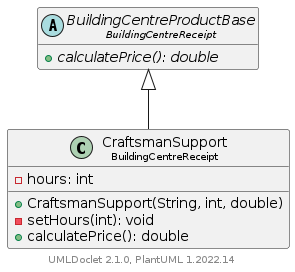 A BuildingCentreProductBase
BuildingCentreReceipt
calculatePrice(): double
C CraftsmanSupport
BuildingCentreReceipt
hours: int
CraftsmanSupport(String, int, double)
setHours(int): void
calculatePrice(): double
UMLDoclet 2.1.0, PlantUML 1.2022.14